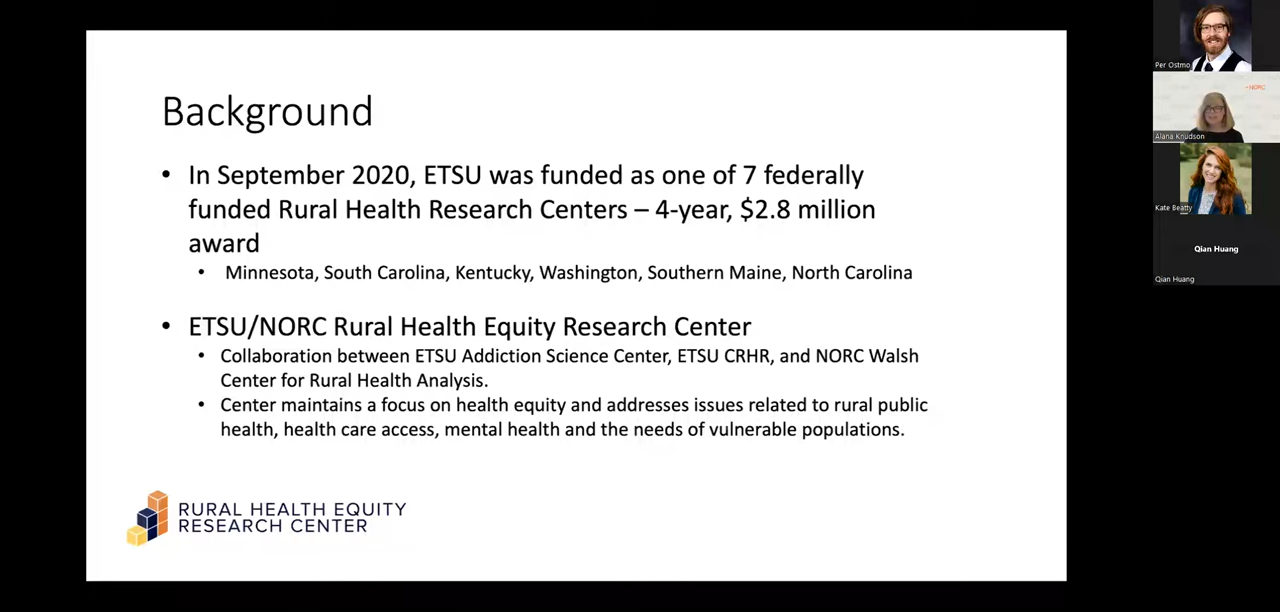 Background
• In September 2020, ETSU was funded as one of 7 federally
funded Rural Health Research Centers – 4-year, $2.8 million
award
• Minnesota, South Carolina, Kentucky, Washington, Southern Maine, North Carolina
• ETSU/NORC Rural Health Equity Research Center
• Collaboration between ETSU Addiction Science Center, ETSU CRHR, and NORC Walsh
Center for Rural Health Analysis.
• Center maintains a focus on health equity and addresses issues related to rural public
health, health care access, mental health and the needs of vulnerable populations.
RURAL HEALTH EQUITY
RESEARCH CENTER
Per Ostmo
NORC
Alana Knudson
Kate Beatty
Qian Huang
Qian Huang